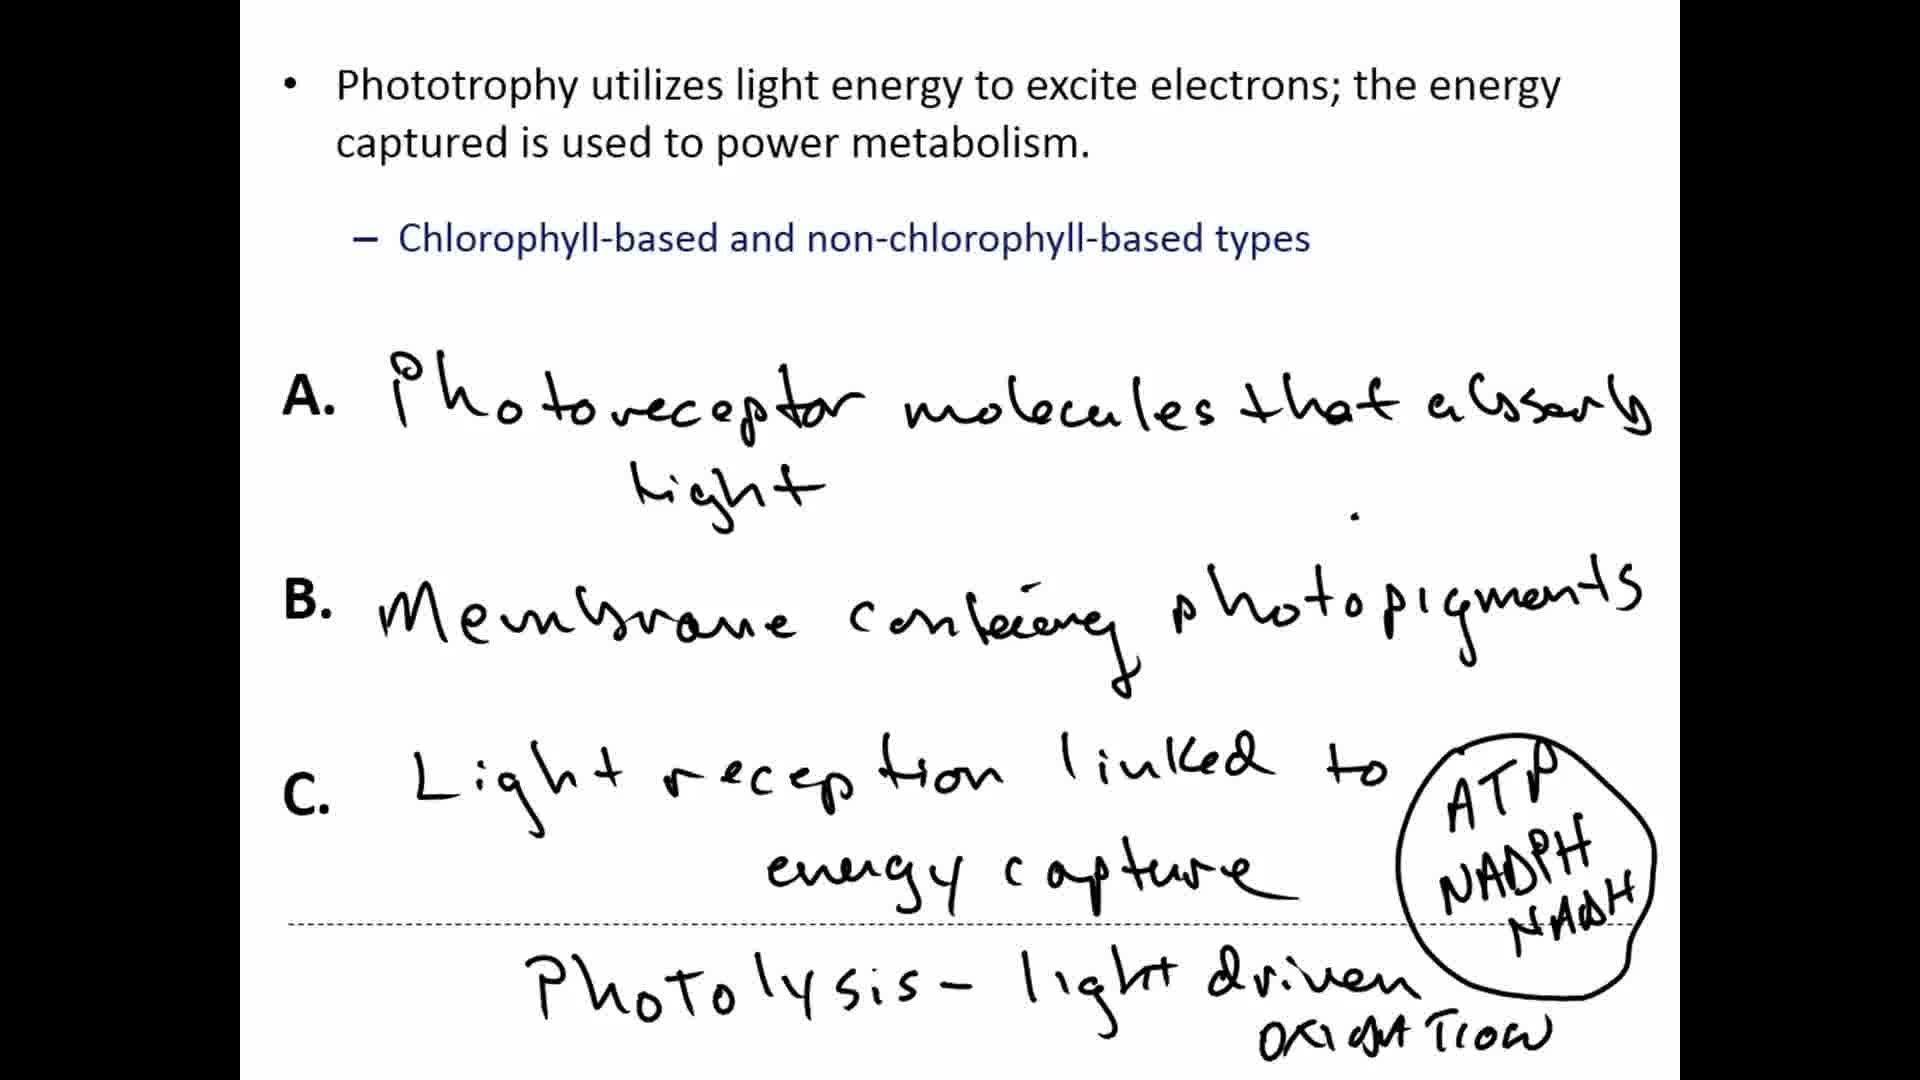 • Phototrophy utilizes light energy to excite electrons; the energy
captured is used to power metabolism.
– Chlorophyll-based and non-chlorophyll-based types
A. Photoreceptor molecules that absorb
light
B. Membrane containing photopigments
C. Light reception linked to
energy capture
ATP
NADPH
NADH
Photolysis - light driven
OXIDATION